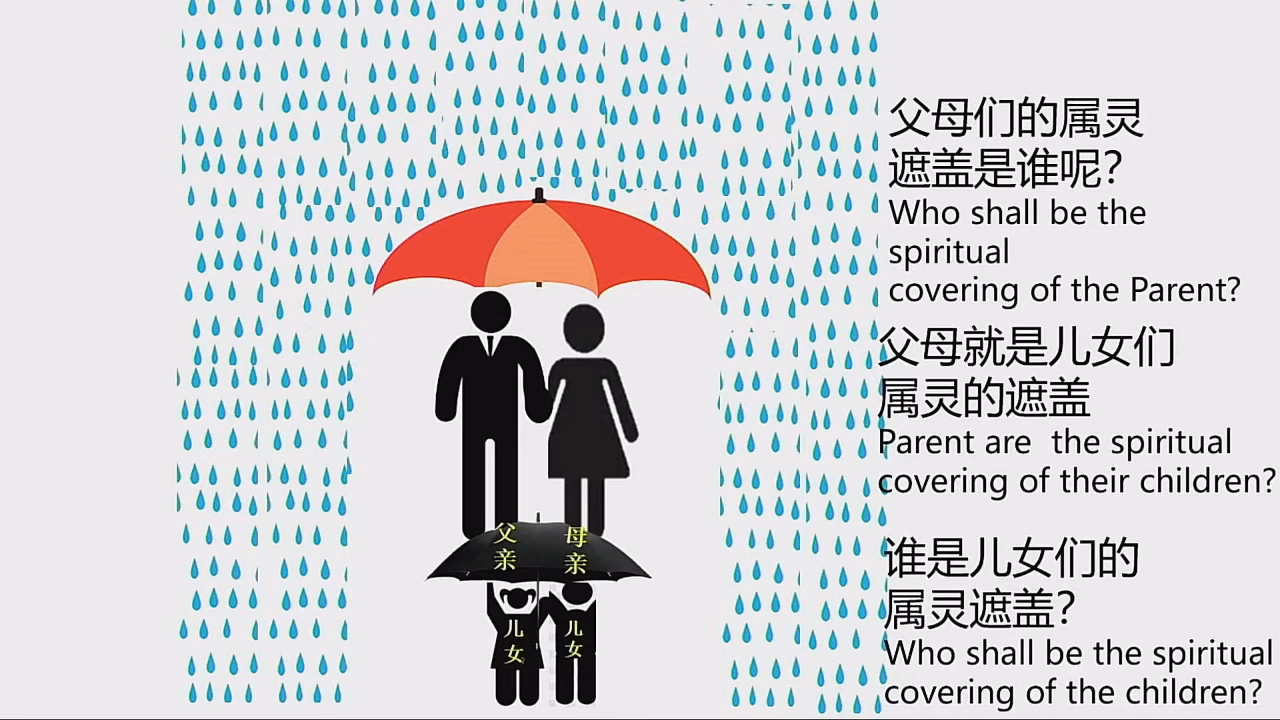 父母们的属灵
遮盖是谁呢?
Who shall be the
spiritual
covering of the Parent?
父母就是儿女们
属灵的遮盖
Parent are  the spiritual
covering of their children?
父亲
母亲
儿女
儿女
谁是儿女们的
属灵遮盖?
Who shall be the spiritual
covering of the children?